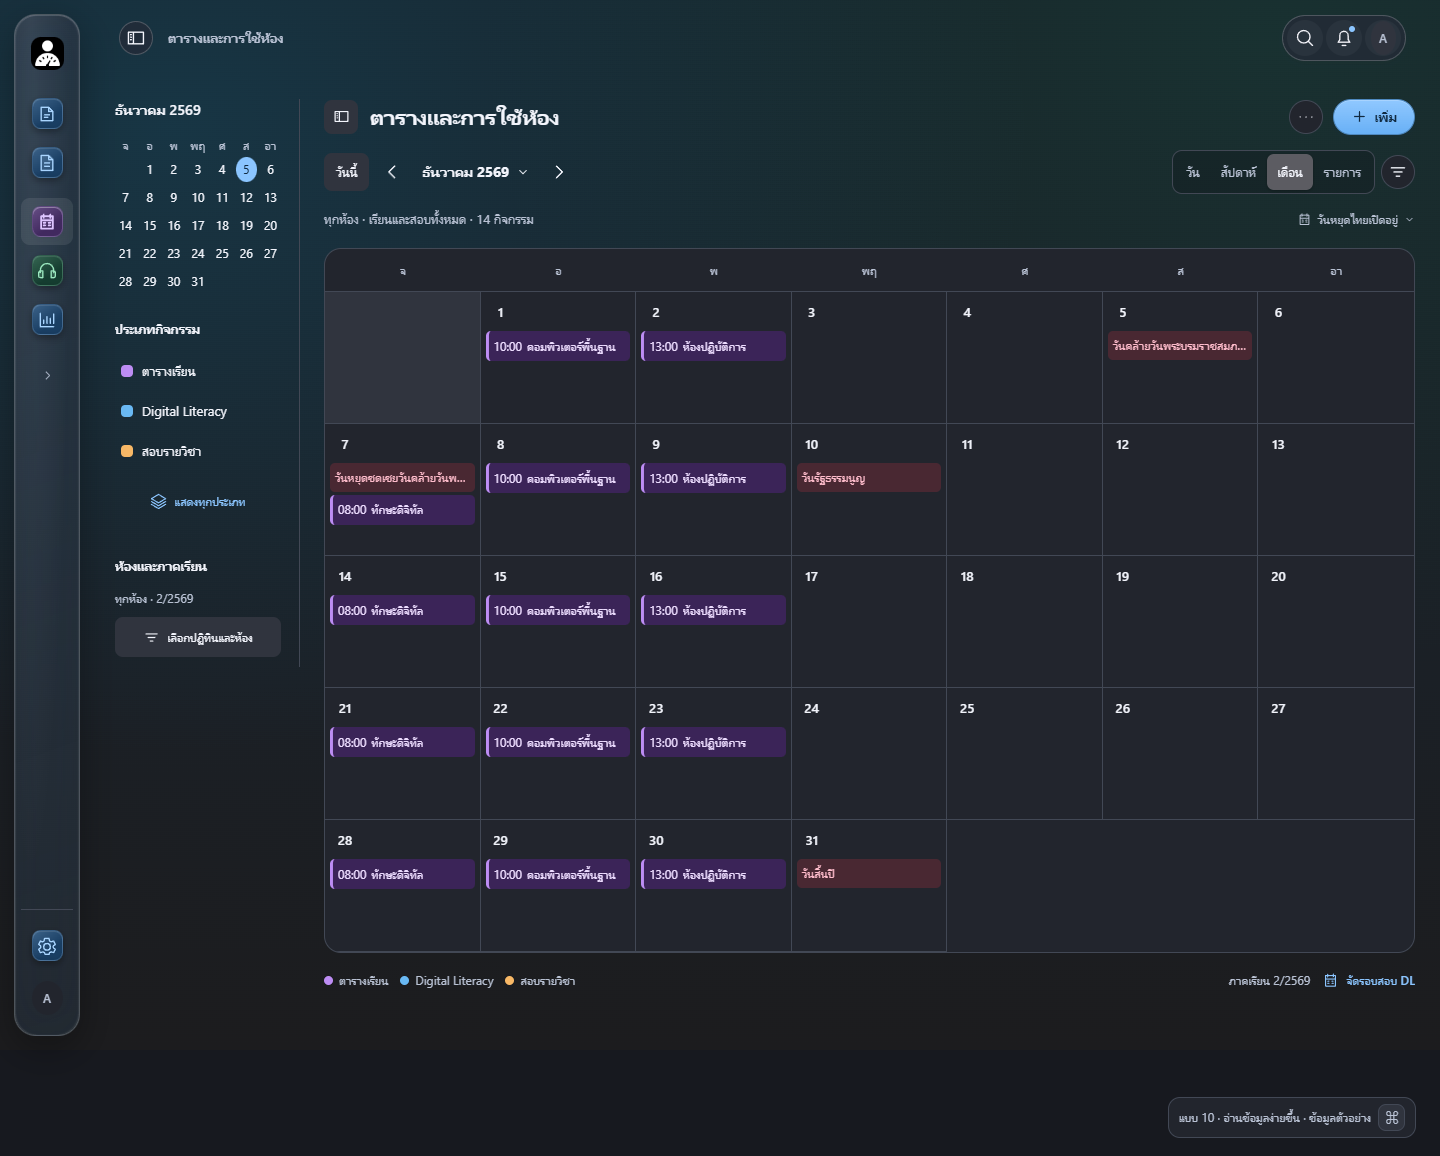 ตารางและการใช้ห้อง
A
ธันวาคม 2569
จ อ พ พฤ ศ ส อา
1 2 3 4 5 6
7 8 9 10 11 12 13
14 15 16 17 18 19 20
21 22 23 24 25 26 27
28 29 30 31
ประเภทกิจกรรม
ตารางเรียน
Digital Literacy
สอบรายวิชา
แสดงทุกประเภท
ห้องและภาคเรียน
ทุกห้อง · 2/2569
เลือกปฏิทินและห้อง
A
ตารางและการใช้ห้อง
··· + เพิ่ม
วันนี้ ธันวาคม 2569
วัน สัปดาห์ เดือน รายการ
ทุกห้อง · เรียนและสอบทั้งหมด · 14 กิจกรรม
วันหยุดไทยเปิดอยู่
จ อ พ พฤ ศ ส อา
1 2 3 4 5 6
10:00 คอมพิวเตอร์พื้นฐาน
13:00 ห้องปฏิบัติการ
วันคล้ายวันพระบรมราชสมภ...
7 8 9 10 11 12 13
วันหยุดชดเชยวันคล้ายวันพ...
10:00 คอมพิวเตอร์พื้นฐาน
13:00 ห้องปฏิบัติการ
วันรัฐธรรมนูญ
08:00 ทักษะดิจิทัล
14 15 16 17 18 19 20
08:00 ทักษะดิจิทัล
10:00 คอมพิวเตอร์พื้นฐาน
13:00 ห้องปฏิบัติการ
21 22 23 24 25 26 27
08:00 ทักษะดิจิทัล
10:00 คอมพิวเตอร์พื้นฐาน
13:00 ห้องปฏิบัติการ
28 29 30 31
08:00 ทักษะดิจิทัล
10:00 คอมพิวเตอร์พื้นฐาน
13:00 ห้องปฏิบัติการ
วันสิ้นปี
ตารางเรียน Digital Literacy สอบรายวิชา
ภาคเรียน 2/2569 จัดรอบสอบ DL
แบบ 10 · อ่านข้อมูลง่ายขึ้น · ข้อมูลตัวอย่าง ⌘